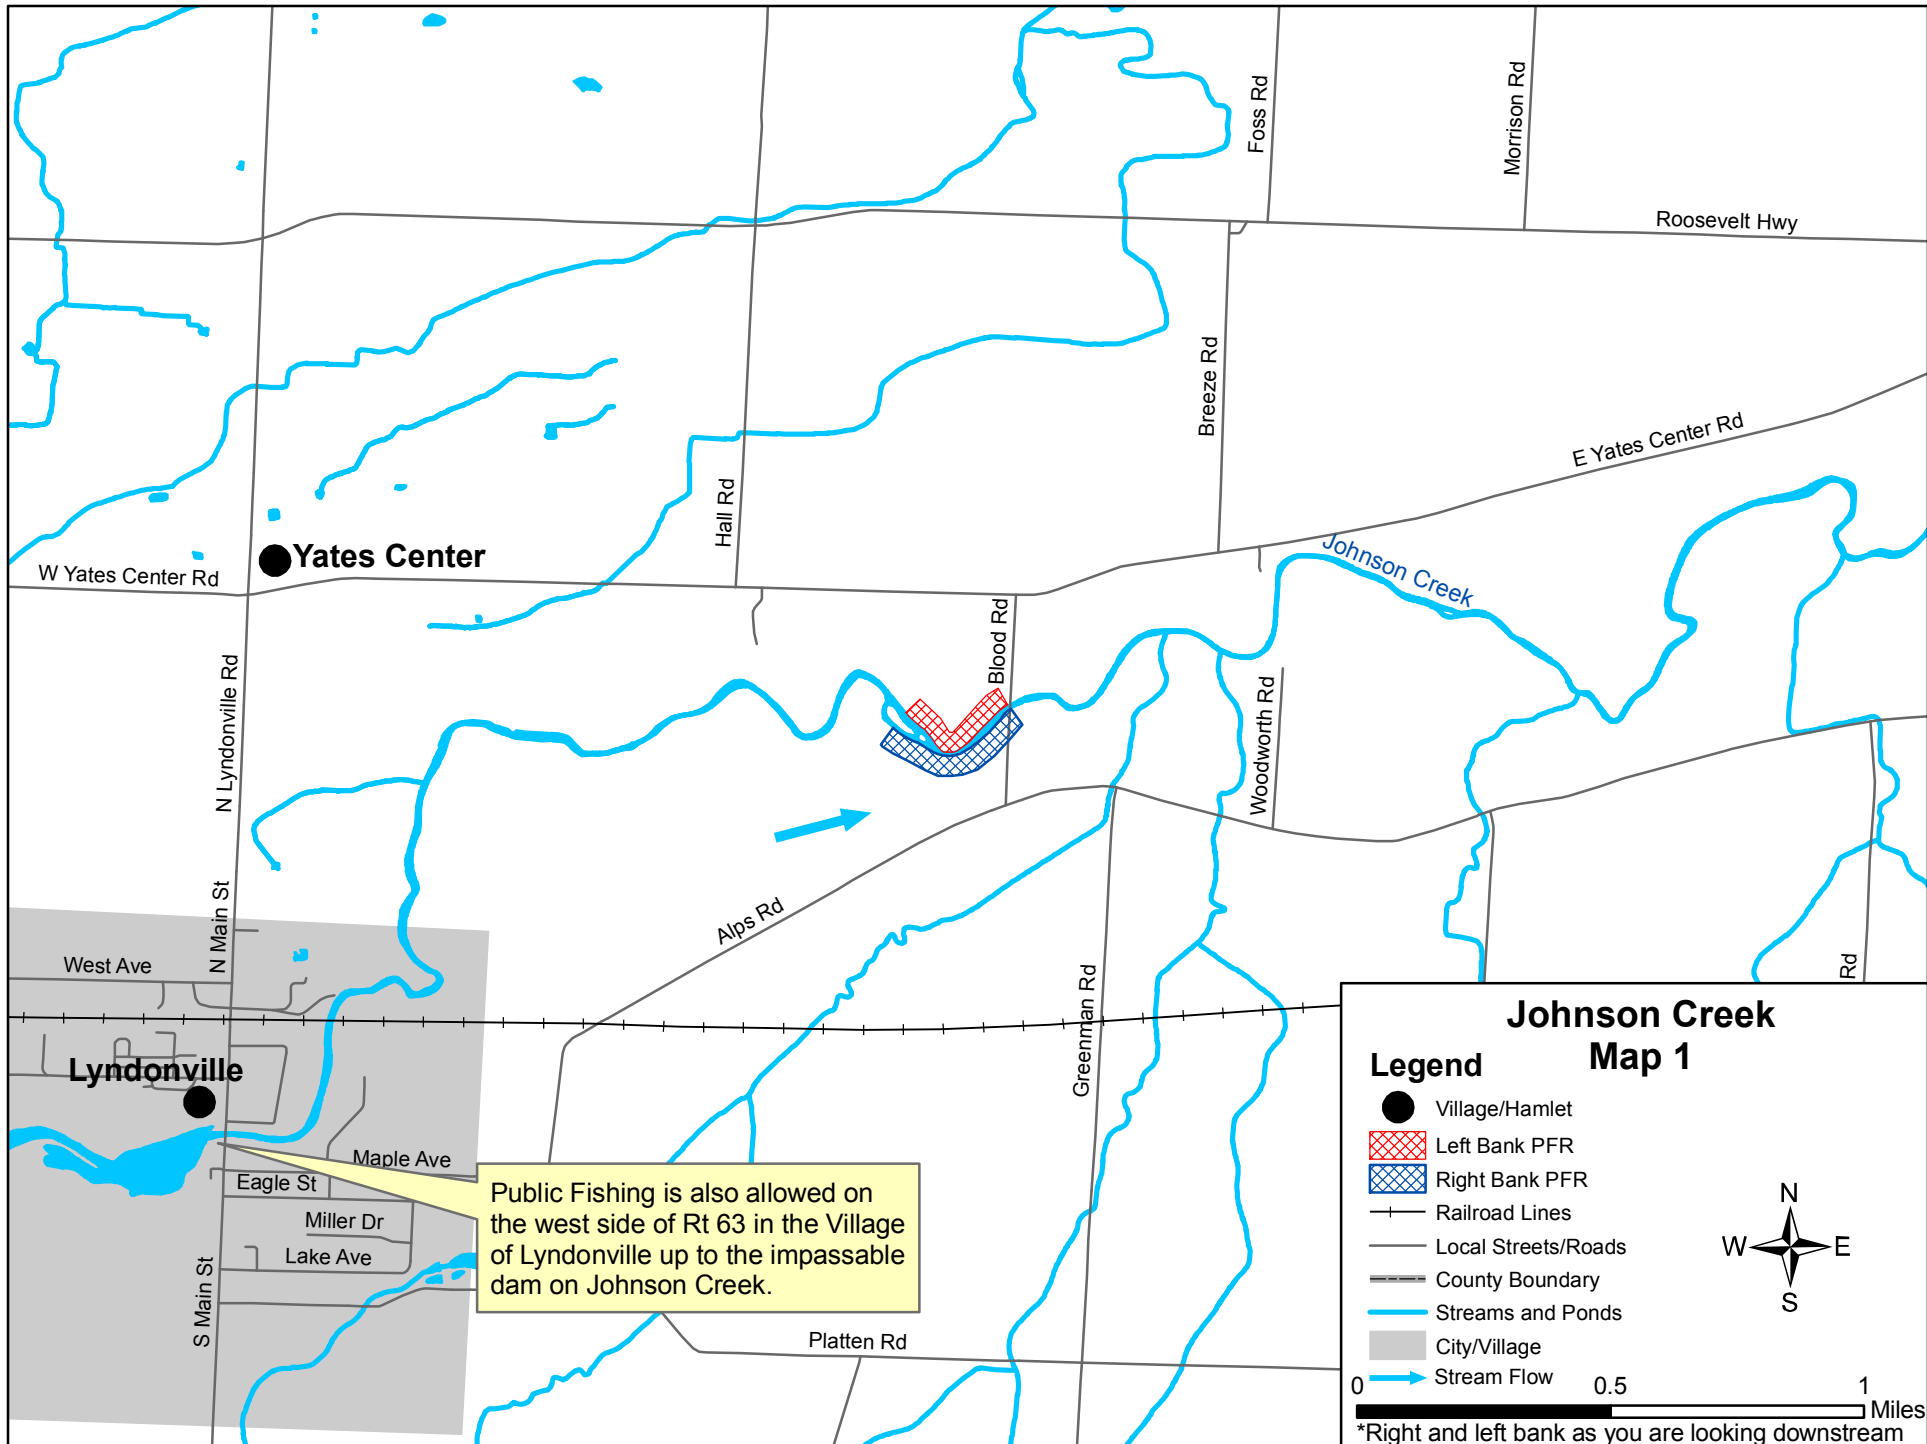 Foss Rd
Morrison Rd
Roosevelt Hwy
Breeze Rd
E Yates Center Rd
Hall Rd
Yates Center
W Yates Center Rd
Johnson Creek
Blood Rd
N Lyndonville Rd
Woodworth Rd
N Main St
Alps Rd
West Ave
Greenman Rd
Rd
Lyndonville
Maple Ave
Eagle St
Miller Dr
Lake Ave
S Main St
Platten Rd
Public Fishing is also allowed on
the west side of Rt 63 in the Village
of Lyndonville up to the impassable
dam on Johnson Creek.
Johnson Creek
Map 1
Legend
Village/Hamlet
Left Bank PFR
Right Bank PFR
Railroad Lines
Local Streets/Roads
County Boundary
Streams and Ponds
City/Village
Stream Flow
N
W E
S
0 0.5 1
Miles
*Right and left bank as you are looking downstream